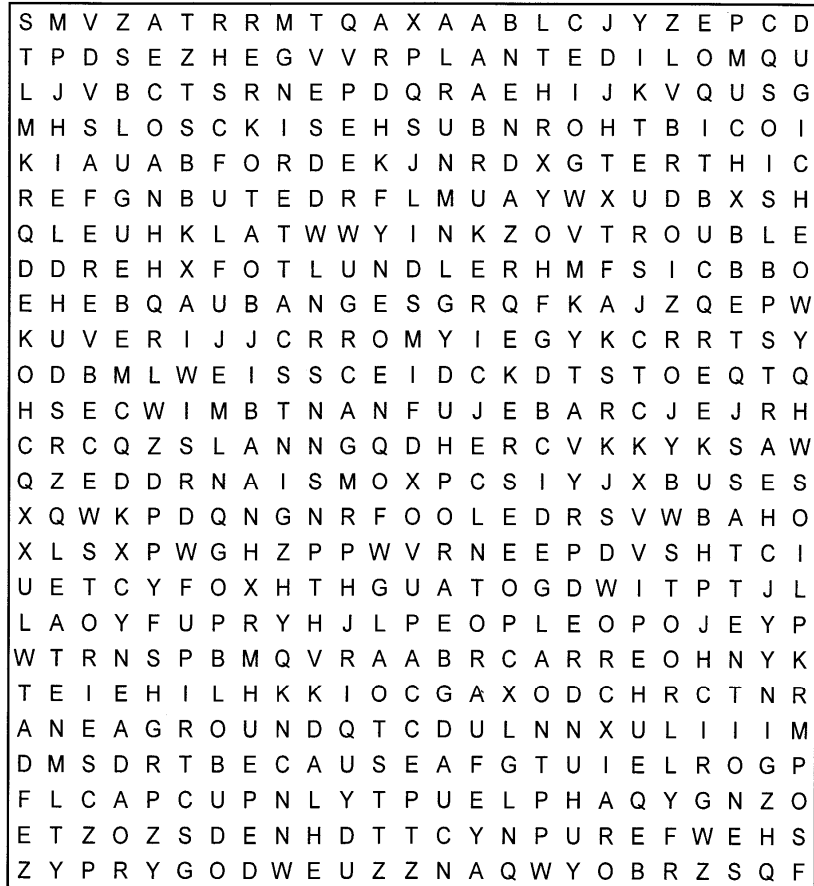 S M V Z A T R R M T Q A X A A B L C J Y Z E P C D
T P D S E Z H E G V V R P L A N T E D I L O M Q U
L J V B C T S R N E P D Q R A E H I J K V Q U S G
M H S L O S C K I S E H S U B N R O H T B I C O I
K I A U A B F O R D E K J N R D X G T E R T H I C
R E F G N B U T E D R F L M U A Y W X U D B X S H
Q L E U H K L A T W W Y I N K Z O V T R O U B L E
D D R E H X F O T L U N D L E R H M F S I C B B O
E H E B Q A U B A N G E S G R Q F K A J Z Q E P W
K U V E R I J J C R R O M Y I E G Y K C R R T S Y
O D B M L W E I S S C E I D C K D T S T O E Q T Q
H S E C W I M B T N A N F U J E B A R C J E J R H
C R C Q Z S L A N N G Q D H E R C V K K Y K S A W
Q Z E D D R N A I S M O X P C S I Y J X B U S E S
X Q W K P D Q N G N R F O O L E D R S V W B A H O
X L S X P W G H Z P P W V R N E E P D V S H T C I
U E T C Y F O X H T H G U A T O G D W I T P T J L
L A O Y F U P R Y H J L P E O P L E O P O J E Y P
W T R N S P B M Q V R A A B R C A R R E O H N Y K
T E I E H I L H K K I O C G A X O D C H R C T N R
A N E A G R O U N D Q T C D U L N N X U L I I I M
D M S D R T B E C A U S E A F G T U I E L R O G P
F L C A P C U P N L Y T P U E L P H A Q Y G N Z O
E T Z O Z S D E N H D T T C Y N P U R E F W E H S
Z Y P R Y G O D W E U Z Z N A Q W Y O B R Z S Q F